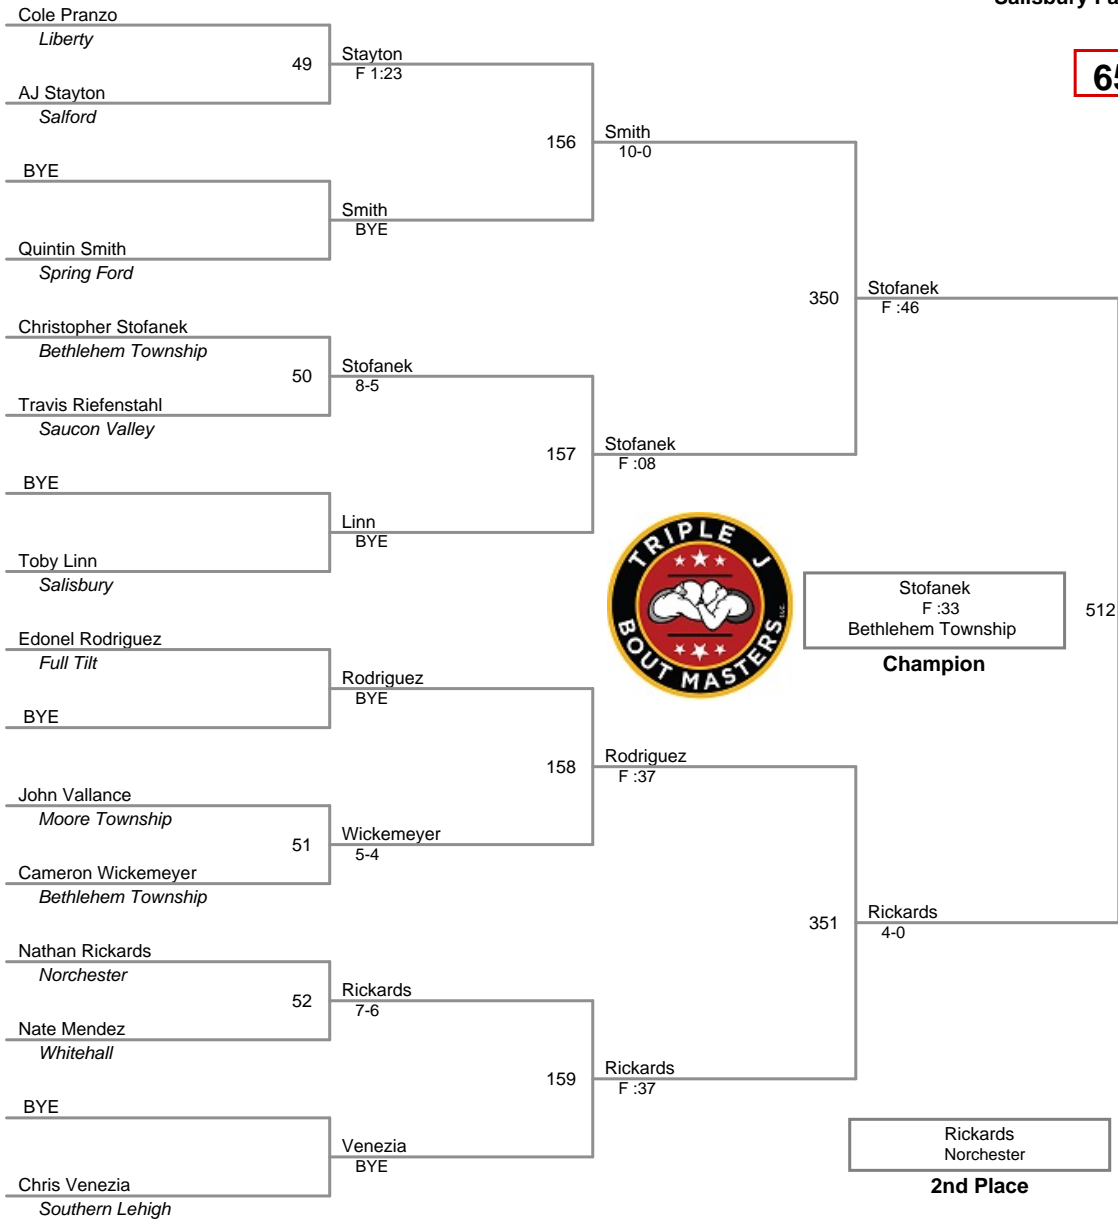 Cole Pranzo
Liberty
49
AJ Stayton
Salford
BYE
Quintin Smith
Spring Ford
Christopher Stofanek
Bethlehem Township
50
Travis Riefenstahl
Saucon Valley
BYE
Toby Linn
Salisbury
Edonel Rodriguez
Full Tilt
BYE
John Vallance
Moore Township
51
Cameron Wickemeyer
Bethlehem Township
Nathan Rickards
Norchester
52
Nate Mendez
Whitehall
BYE
Chris Venezia
Southern Lehigh
Stayton
F 1:23
156
Smith
BYE
Stofanek
8-5
157
Linn
BYE
Rodriguez
BYE
158
Wickemeyer
5-4
Rickards
7-6
159
Venezia
BYE
Smith
10-0
350
Stofanek
F :08
Rodriguez
F :37
351
Rickards
F :37
Stofanek
F :46
Rickards
4-0
TRIPLE J
BOUT MASTERS
Stofanek
F :33
Bethlehem Township
Champion
512
Rickards
Norchester
2nd Place